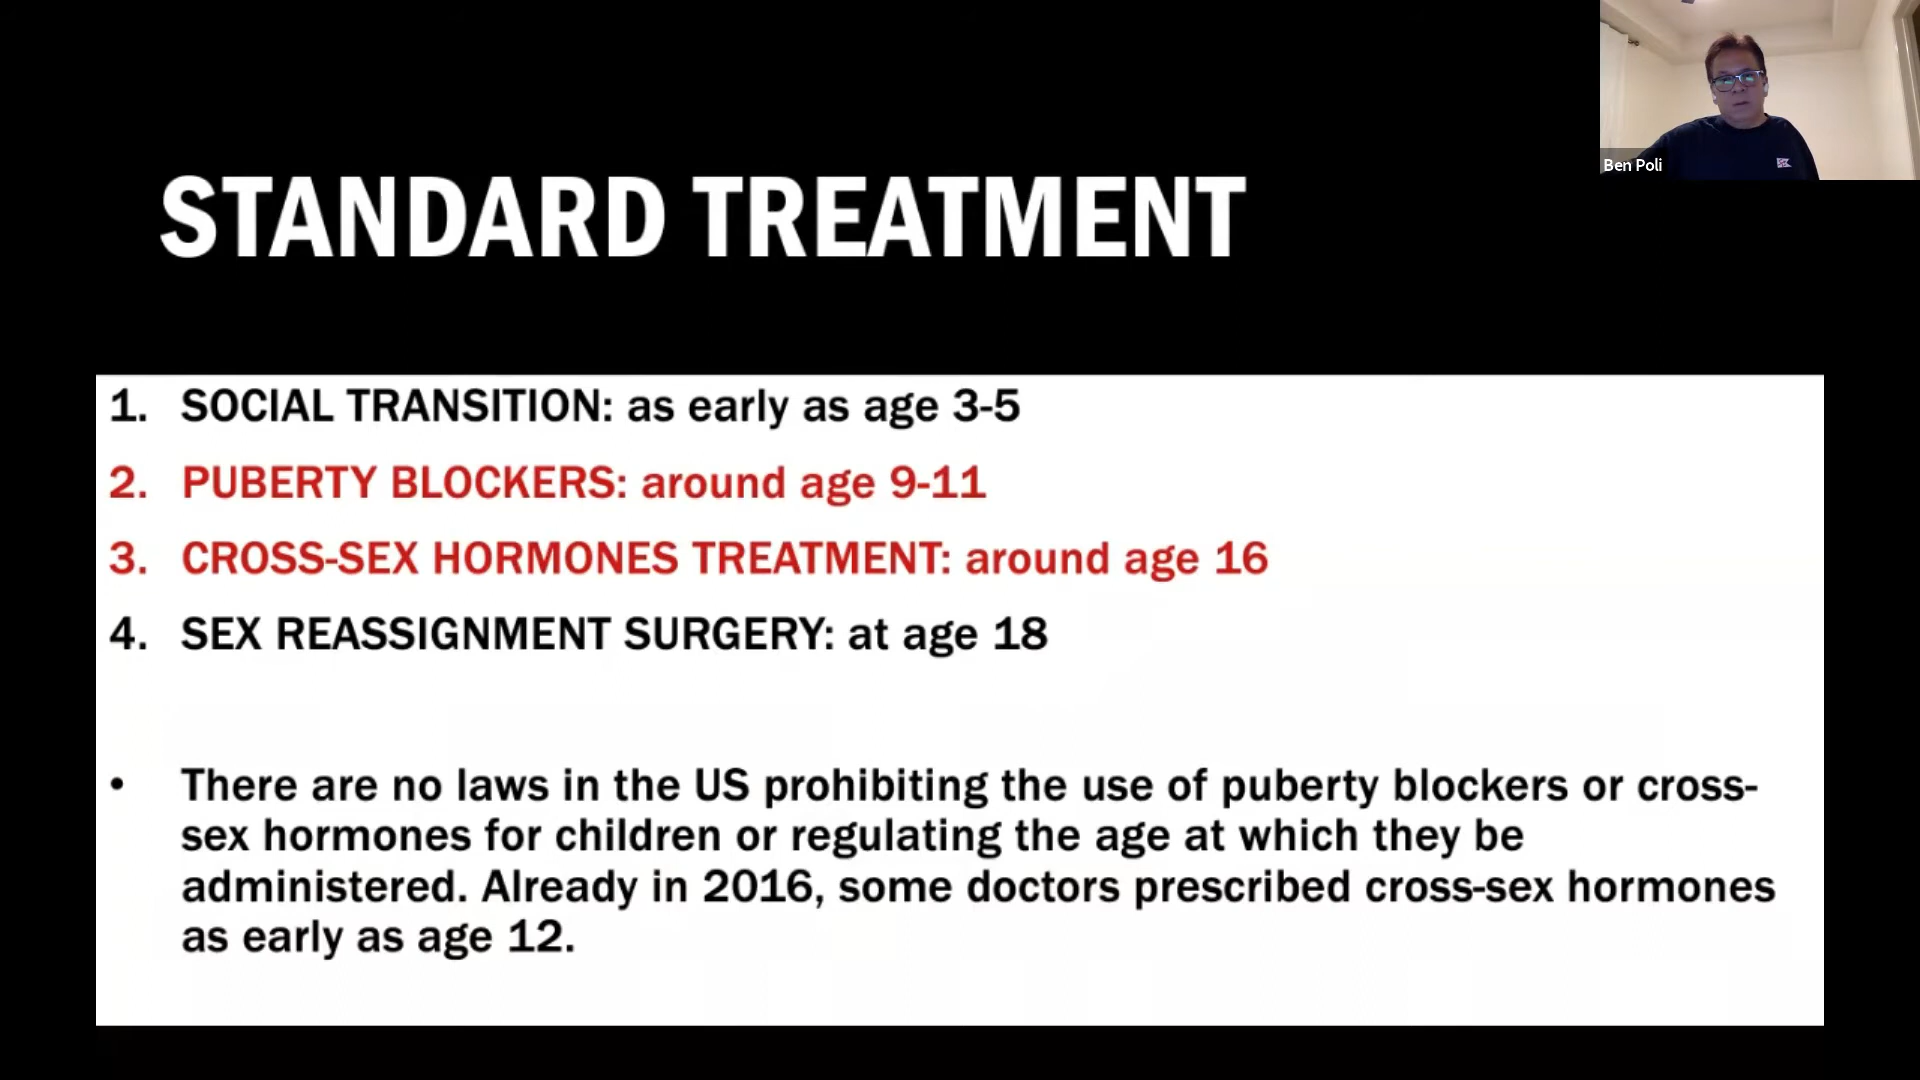 Ben Poli
STANDARD TREATMENT
1. SOCIAL TRANSITION: as early as age 3-5
2. PUBERTY BLOCKERS: around age 9-11
3. CROSS-SEX HORMONES TREATMENT: around age 16
4. SEX REASSIGNMENT SURGERY: at age 18
• There are no laws in the US prohibiting the use of puberty blockers or cross-
sex hormones for children or regulating the age at which they be
administered. Already in 2016, some doctors prescribed cross-sex hormones
as early as age 12.